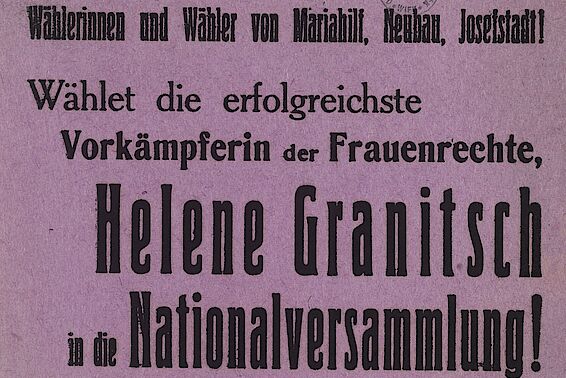 Wählerinnen und Wähler von Mariahilf, Neubau, Josefstadt!
Wählet die erfolgreichste
Vorkämpferin der Frauenrechte,
Helene Granitsch
in die Nationalversammlung!